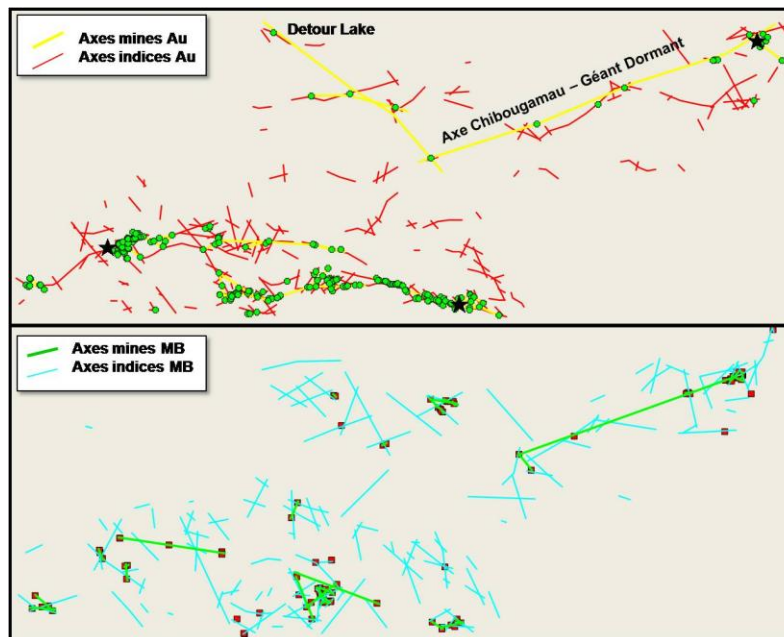 Axes mines Au
Axes indices Au
Detour Lake
Axe Chibougamau – Géant Dormant
Axes mines MB
Axes indices MB